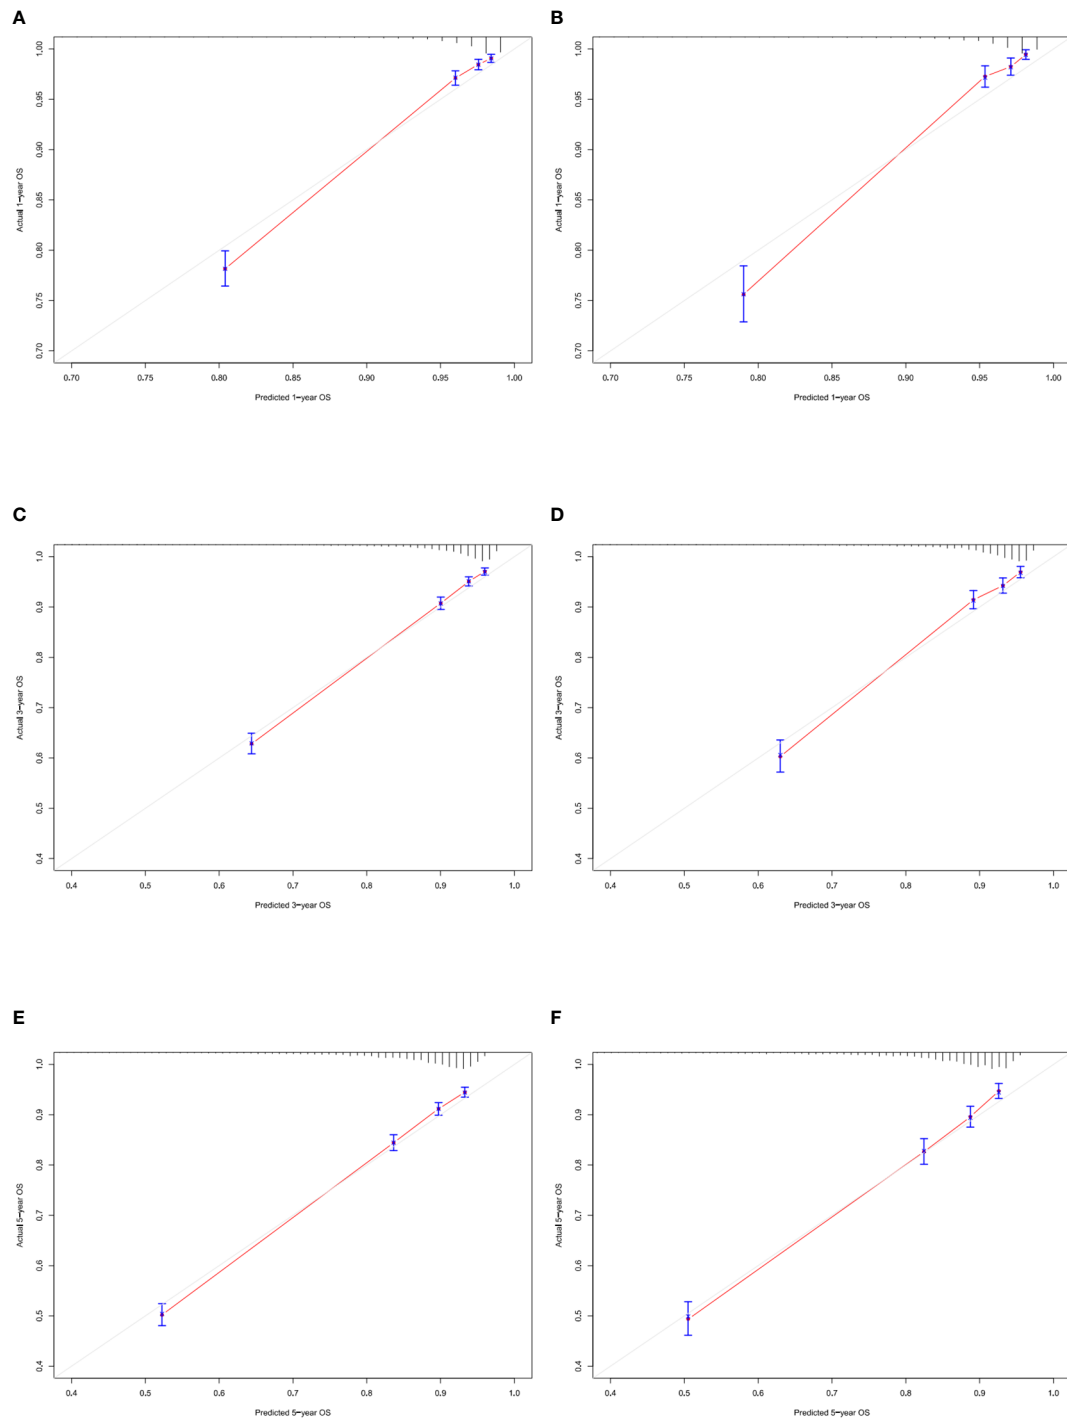 A
B
1.00
0.95
0.90
0.85
0.80
0.75
0.70
Actual 1-year OS
0.70 0.75 0.80 0.85 0.90 0.95 1.00
Predicted 1-year OS
1.00
0.95
0.90
0.85
0.80
0.75
0.70
Actual 1-year OS
0.70 0.75 0.80 0.85 0.90 0.95 1.00
Predicted 1-year OS
C
D
1.0
0.9
0.8
0.7
0.6
0.5
0.4
Actual 3-year OS
0.4 0.5 0.6 0.7 0.8 0.9 1.0
Predicted 3-year OS
1.0
0.9
0.8
0.7
0.6
0.5
0.4
Actual 3-year OS
0.4 0.5 0.6 0.7 0.8 0.9 1.0
Predicted 3-year OS
E
F
1.0
0.9
0.8
0.7
0.6
0.5
0.4
Actual 5-year OS
0.4 0.5 0.6 0.7 0.8 0.9 1.0
Predicted 5-year OS
1.0
0.9
0.8
0.7
0.6
0.5
0.4
Actual 5-year OS
0.4 0.5 0.6 0.7 0.8 0.9 1.0
Predicted 5-year OS